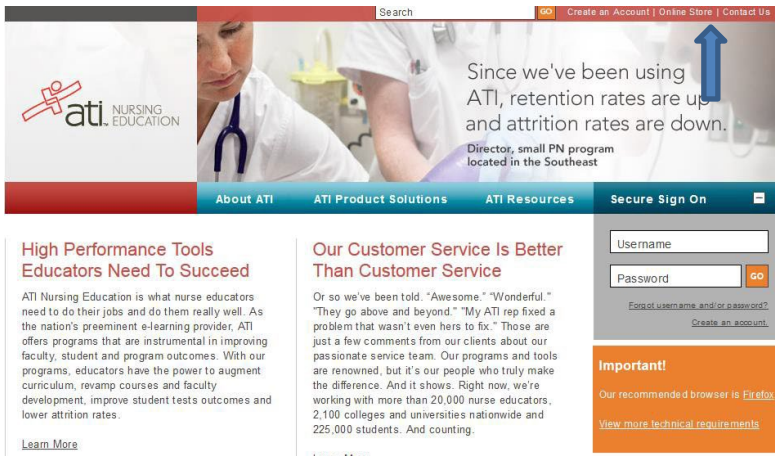 Search
GO
Create an Account | Online Store | Contact Us
ati NURSING
EDUCATION
Since we've been using
ATI, retention rates are up
and attrition rates are down.
Director, small PN program
located in the Southeast
About ATI
ATI Product Solutions
ATI Resources
Secure Sign On
High Performance Tools
Educators Need To Succeed
ATI Nursing Education is what nurse educators
need to do their jobs and do them really well. As
the nation's preeminent e-learning provider, ATI
offers programs that are instrumental in improving
faculty, student and program outcomes. With our
programs, educators have the power to augment
curriculum, revamp courses and faculty
development, improve student tests outcomes and
lower attrition rates.
Learn More
Our Customer Service Is Better
Than Customer Service
Or so we've been told. "Awesome." "Wonderful."
"They go above and beyond." "My ATI rep fixed a
problem that wasn't even hers to fix." Those are
just a few comments from our clients about our
passionate service team. Our programs and tools
are renowned, but it's our people who truly make
the difference. And it shows. Right now, we're
working with more than 20,000 nurse educators,
2,100 colleges and universities nationwide and
225,000 students. And counting.
Username
Password
GO
Forgot username and/or password?
Create an account.
Important!
Our recommended browser is Firefox
View more technical requirements